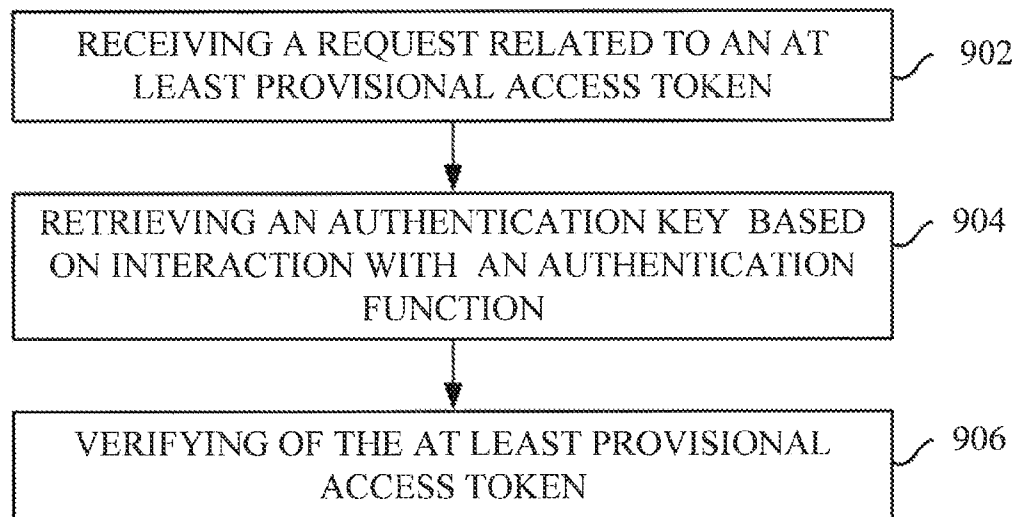 RECEIVING A REQUEST RELATED TO AN AT
LEAST PROVISIONAL ACCESS TOKEN
902
RETRIEVING AN AUTHENTICATION KEY BASED
ON INTERACTION WITH AN AUTHENTICATION
FUNCTION
904
VERIFYING OF THE AT LEAST PROVISIONAL
ACCESS TOKEN
906